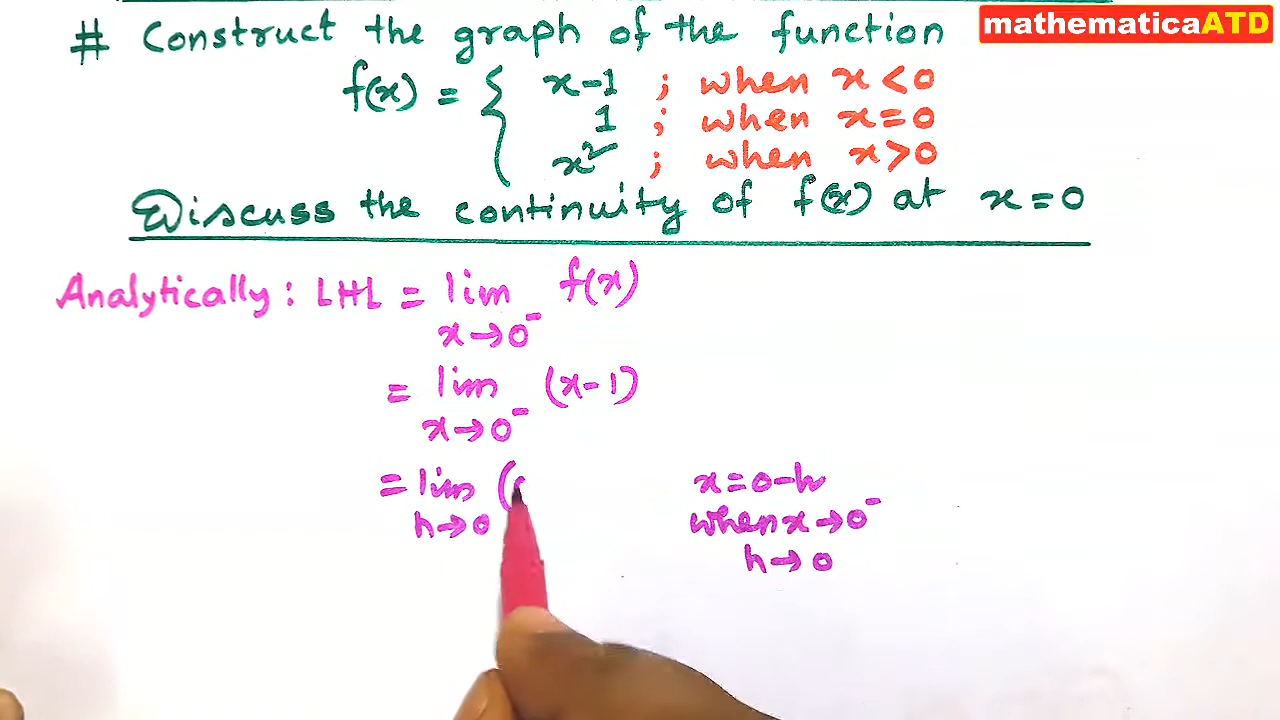 mathematicaATD
# Construct the graph of the function
f(x) = { x-1 ; when x<0
1 ; when x=0
x² ; when x>0
Discuss the continuity of f(x) at x=0
Analytically: LHL = lim f(x)
x→0⁻
= lim (x-1)
x→0⁻
= lim (
h→0
x=0-h
when x→0⁻
h→0